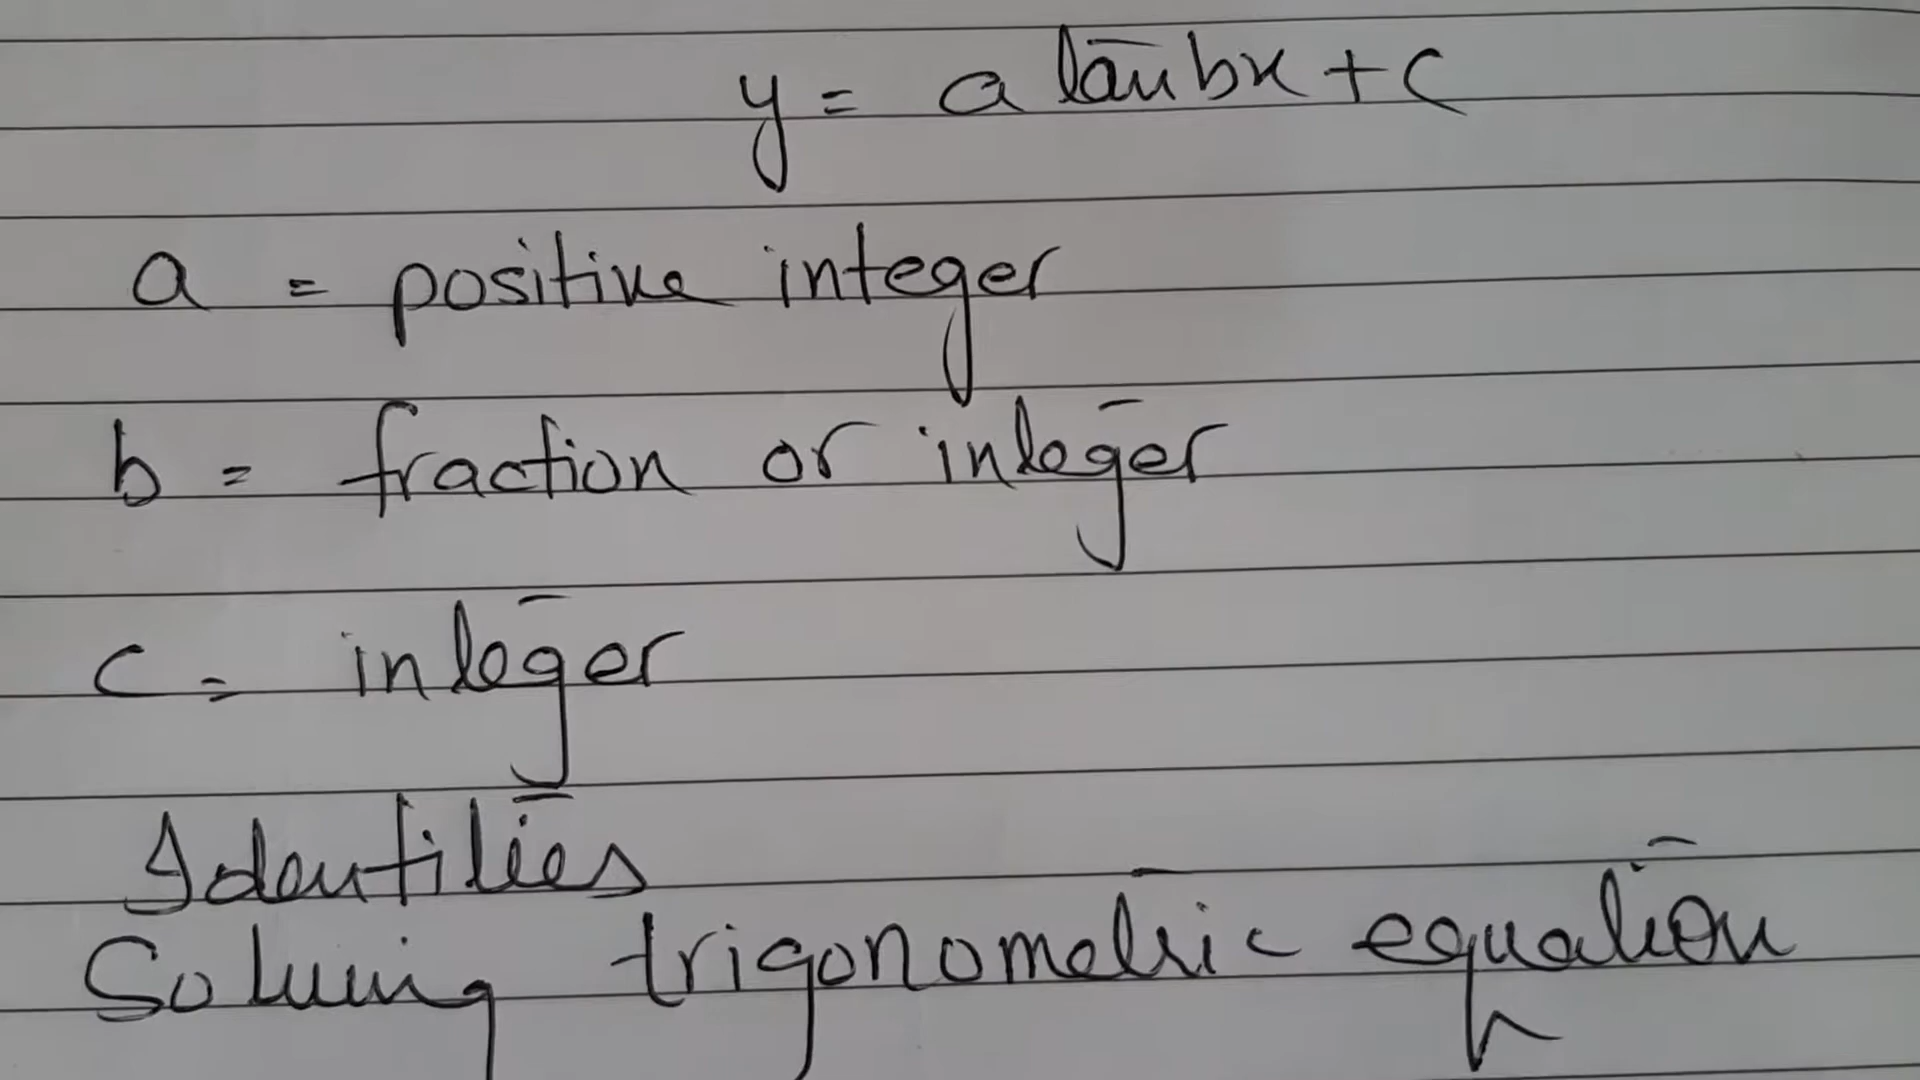 y = a tan bx + c
a = positive integer
b = fraction or integer
c = integer
Identities
Solving trigonometric equation